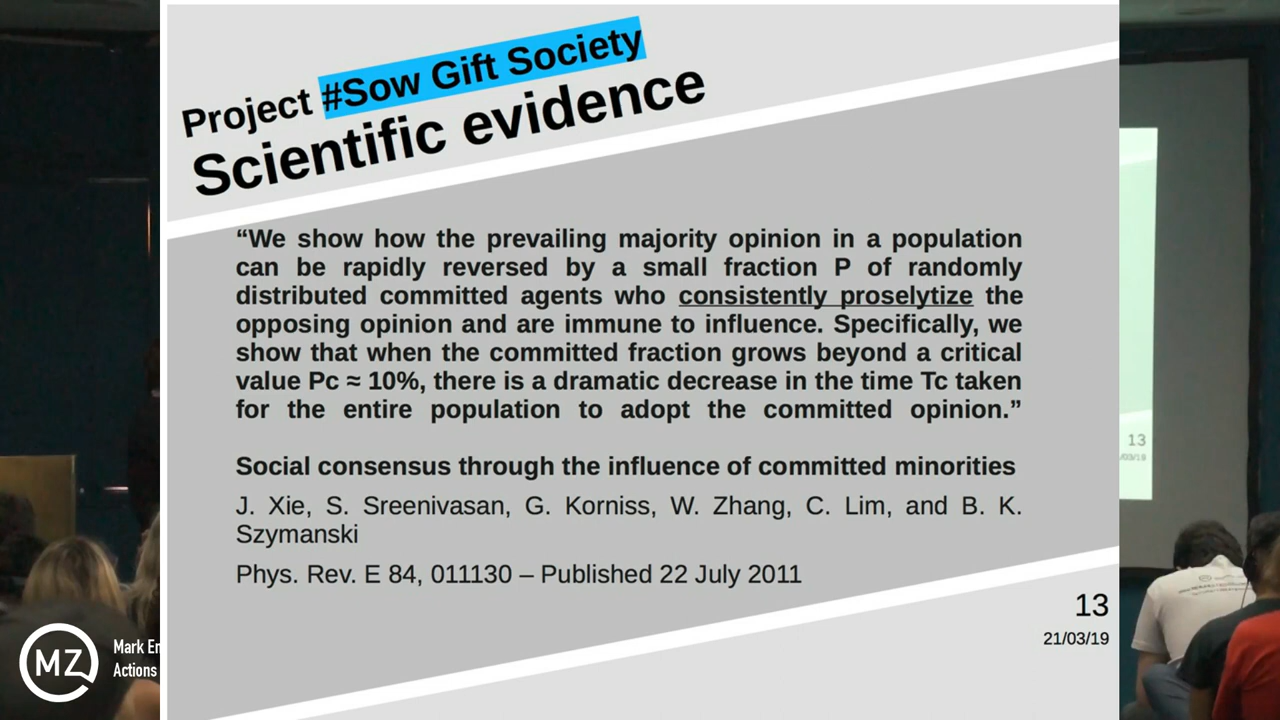 Project #Sow Gift Society
Scientific evidence
“We show how the prevailing majority opinion in a population
can be rapidly reversed by a small fraction P of randomly
distributed committed agents who consistently proselytize the
opposing opinion and are immune to influence. Specifically, we
show that when the committed fraction grows beyond a critical
value Pc ≈ 10%, there is a dramatic decrease in the time Tc taken
for the entire population to adopt the committed opinion.”
Social consensus through the influence of committed minorities
J. Xie, S. Sreenivasan, G. Korniss, W. Zhang, C. Lim, and B. K.
Szymanski
Phys. Rev. E 84, 011130 – Published 22 July 2011
13
21/03/19
13
/03/19
MZ
Mark En
Actions